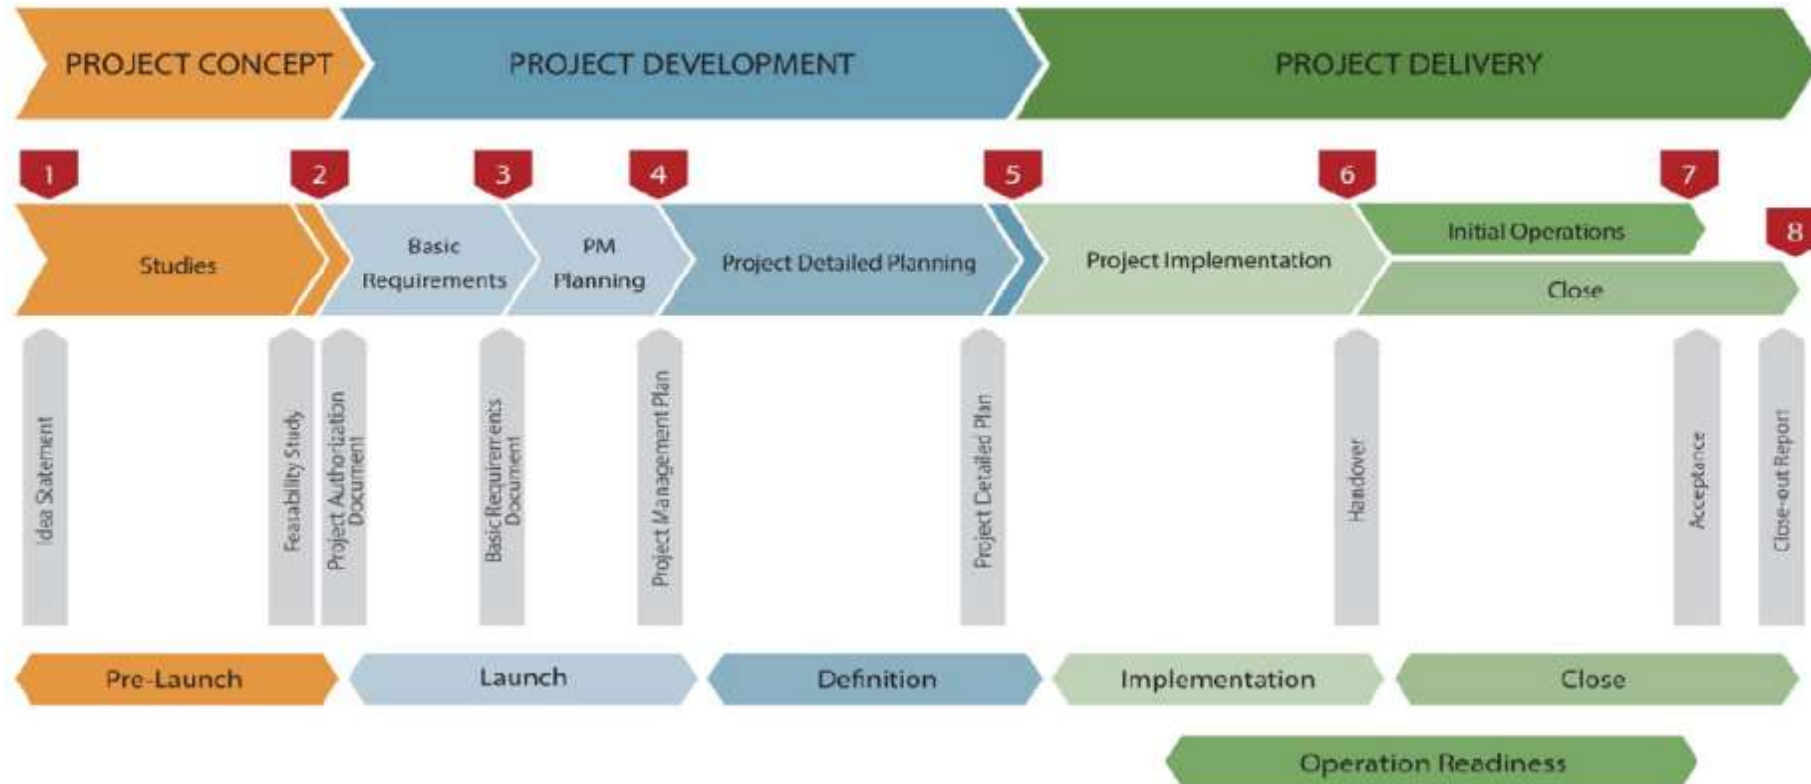 PROJECT CONCEPT
PROJECT DEVELOPMENT
PROJECT DELIVERY
1
2
3
4
5
6
7
8
Studies
Basic
Requirements
PM
Planning
Project Detailed Planning
Project Implementation
Initial Operations
Close
Idea Statement
Feasability Study
Project Authorization
Document
Basic Requirements
Document
Project Management Plan
Project Detailed Plan
Handover
Acceptance
Close-out Report
Pre-Launch
Launch
Definition
Implementation
Close
Operation Readiness